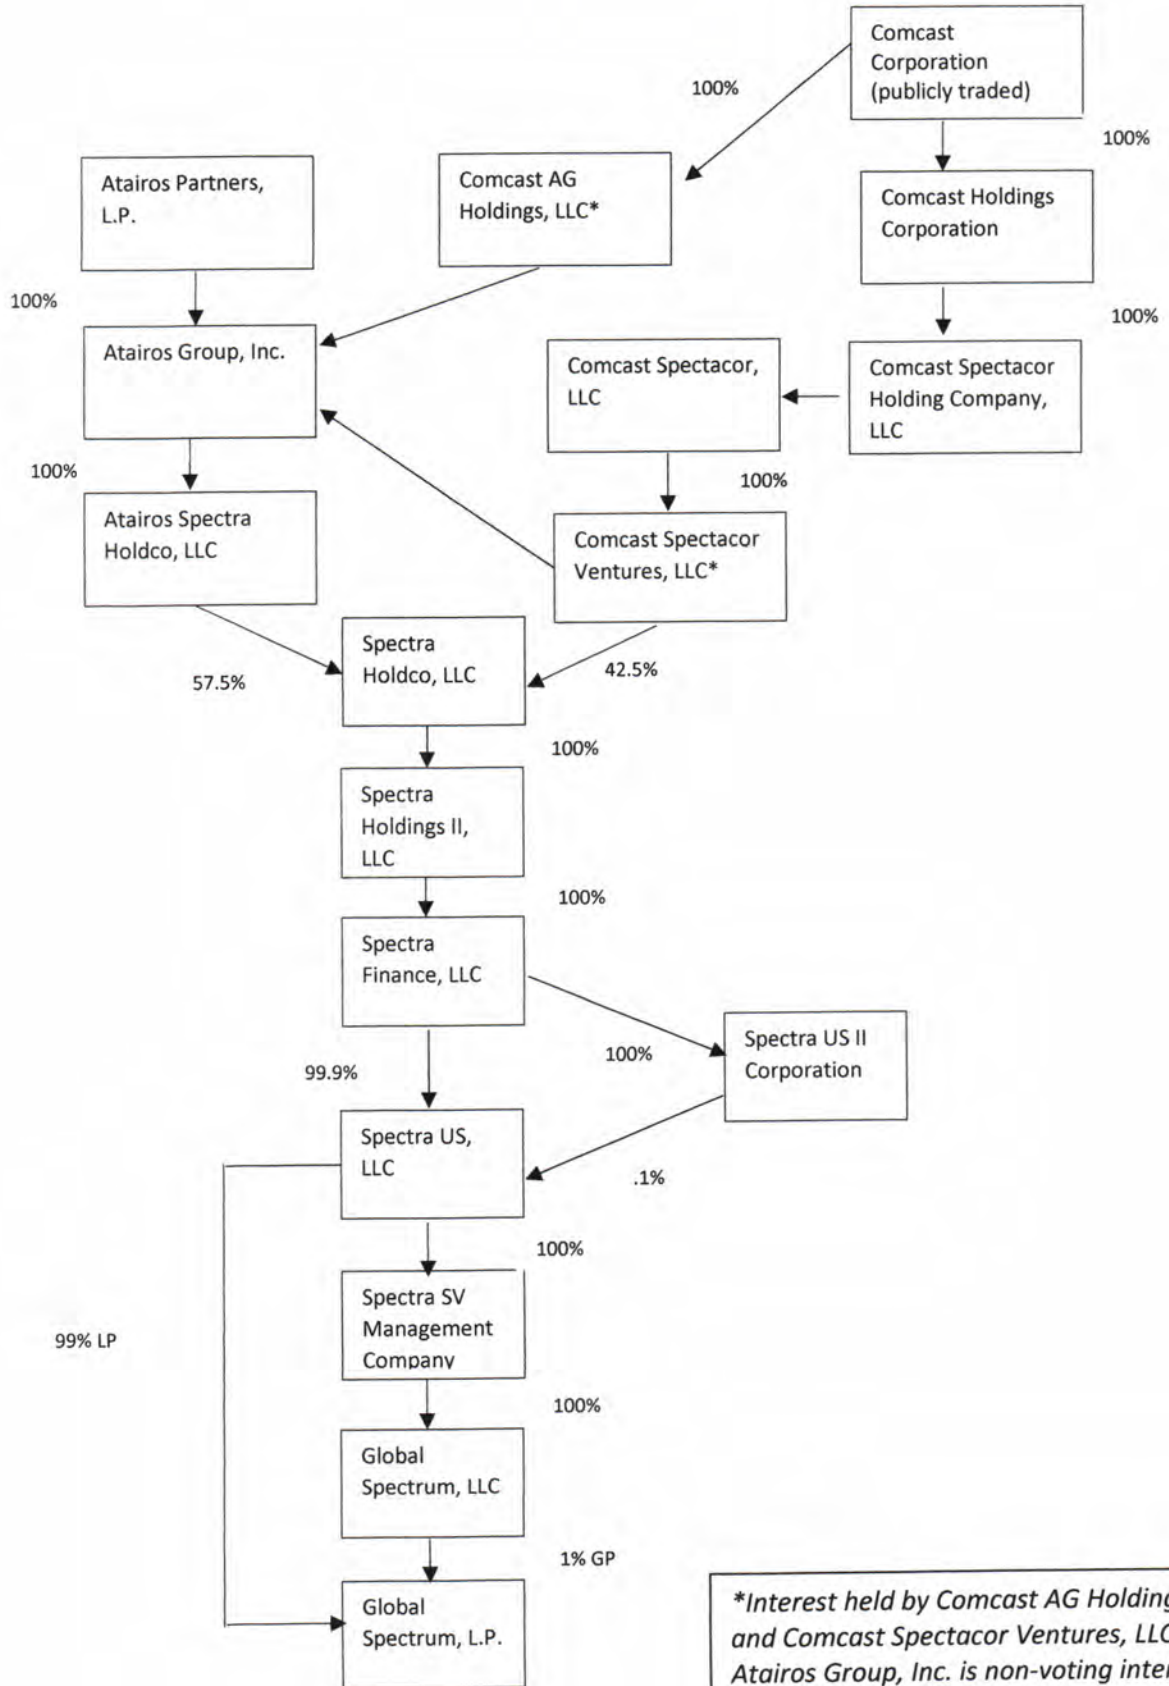 Comcast
Corporation
(publicly traded)
100%
100%
Atairos Partners,
L.P.
Comcast AG
Holdings, LLC*
Comcast Holdings
Corporation
100%
100%
Atairos Group, Inc.
Comcast Spectacor,
LLC
Comcast Spectacor
Holding Company,
LLC
100%
100%
Atairos Spectra
Holdco, LLC
Comcast Spectacor
Ventures, LLC*
Spectra
Holdco, LLC
57.5%
42.5%
100%
Spectra
Holdings II,
LLC
100%
Spectra
Finance, LLC
Spectra US II
Corporation
100%
99.9%
Spectra US,
LLC
.1%
100%
Spectra SV
Management
Company
99% LP
100%
Global
Spectrum, LLC
1% GP
Global
Spectrum, L.P.
*Interest held by Comcast AG Holding
and Comcast Spectacor Ventures, LLC
Atairos Group, Inc. is non-voting inter